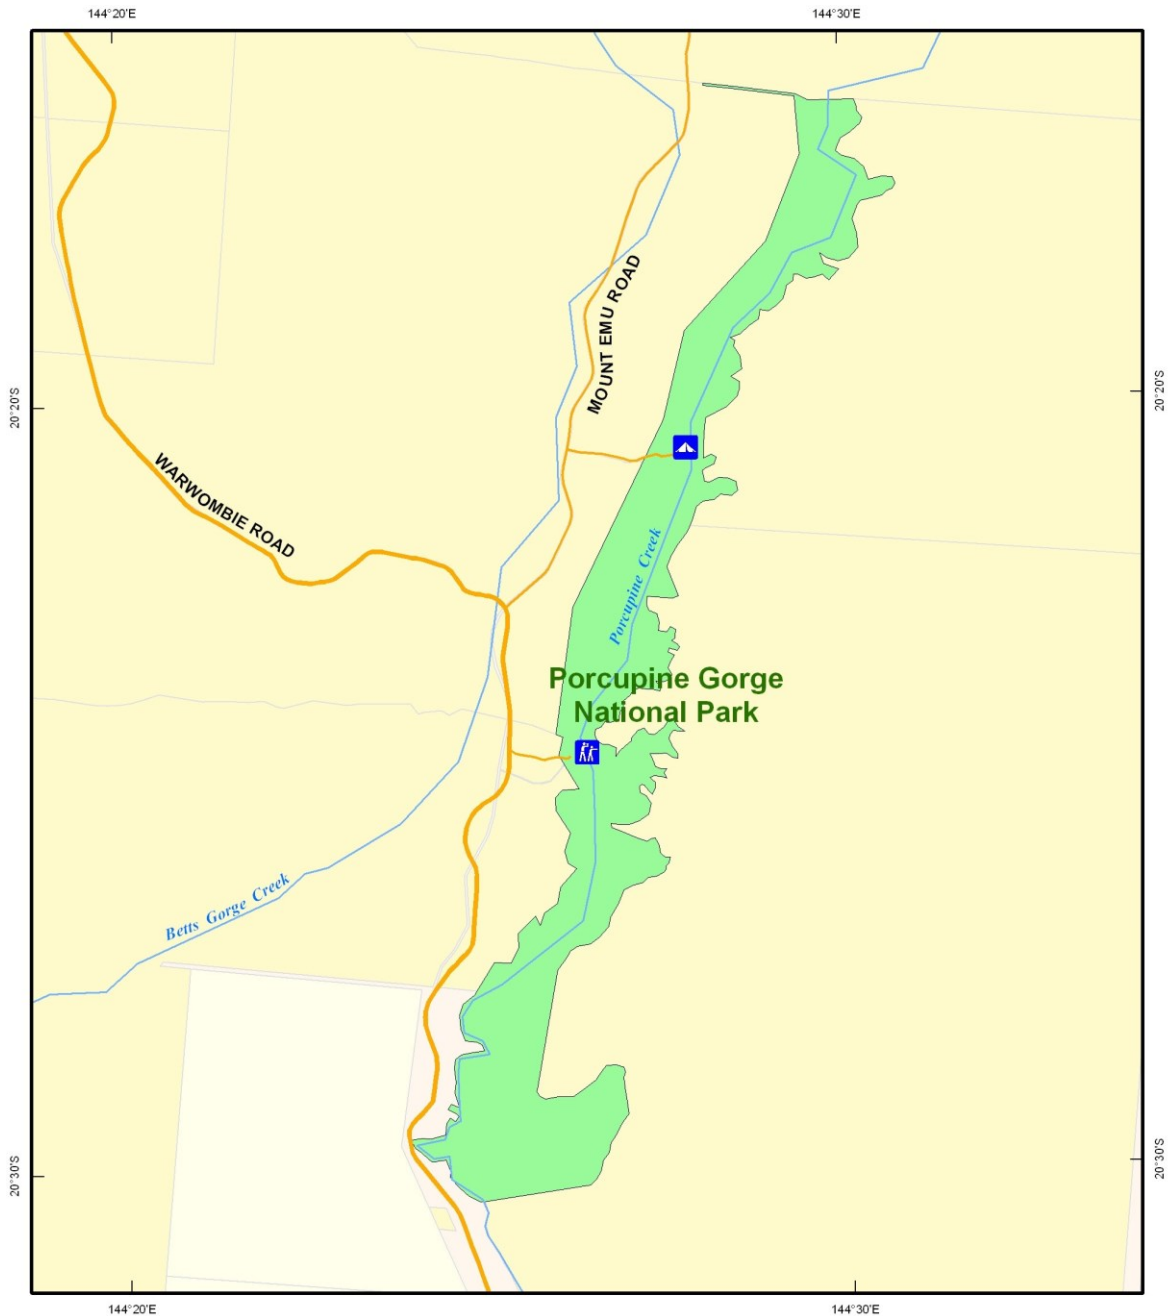 144°20'E
144°30'E
MOUNT EMU ROAD
20°20'S
20°20'S
WARWOMBIE ROAD
Porcupine Creek
Porcupine Gorge
National Park
Betts Gorge Creek
20°30'S
20°30'S
144°20'E
144°30'E